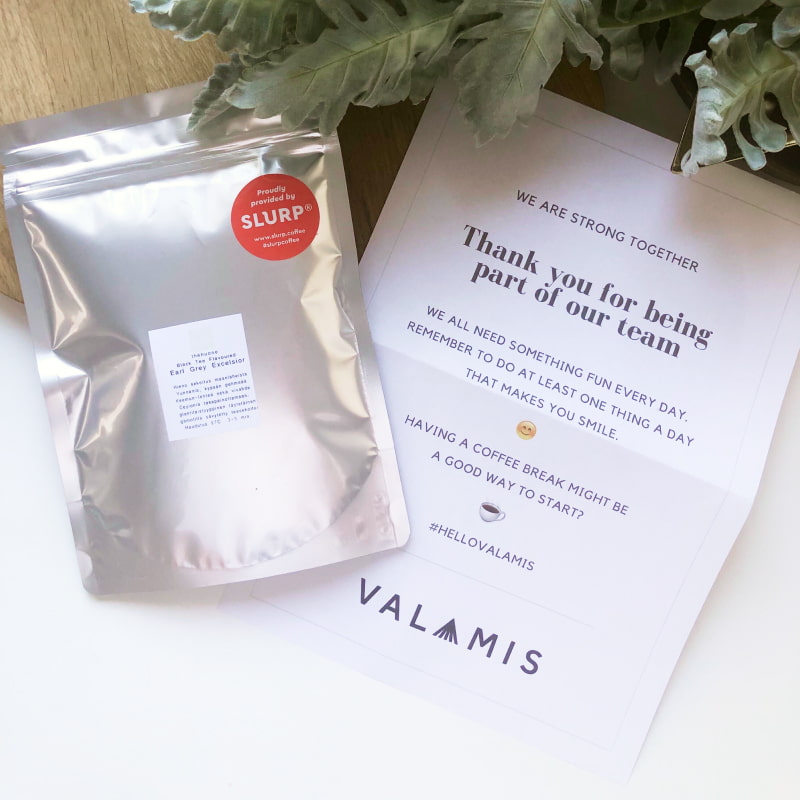 Proudly
provided by
SLURP®
www.slurp.coffee
#slurpcoffee
Black Tea Flavoured
Earl Grey Excelsior
WE ARE STRONG TOGETHER
Thank you for being
part of our team
WE ALL NEED SOMETHING FUN EVERY DAY.
REMEMBER TO DO AT LEAST ONE THING A DAY
THAT MAKES YOU SMILE.
HAVING A COFFEE BREAK MIGHT BE
A GOOD WAY TO START?
#HELLOVALAMIS
VALAMIS